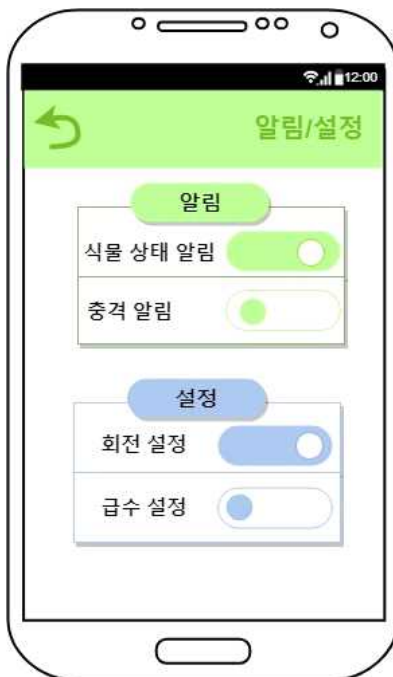 12:00
알림/설정
알림
식물 상태 알림
충격 알림
설정
회전 설정
급수 설정